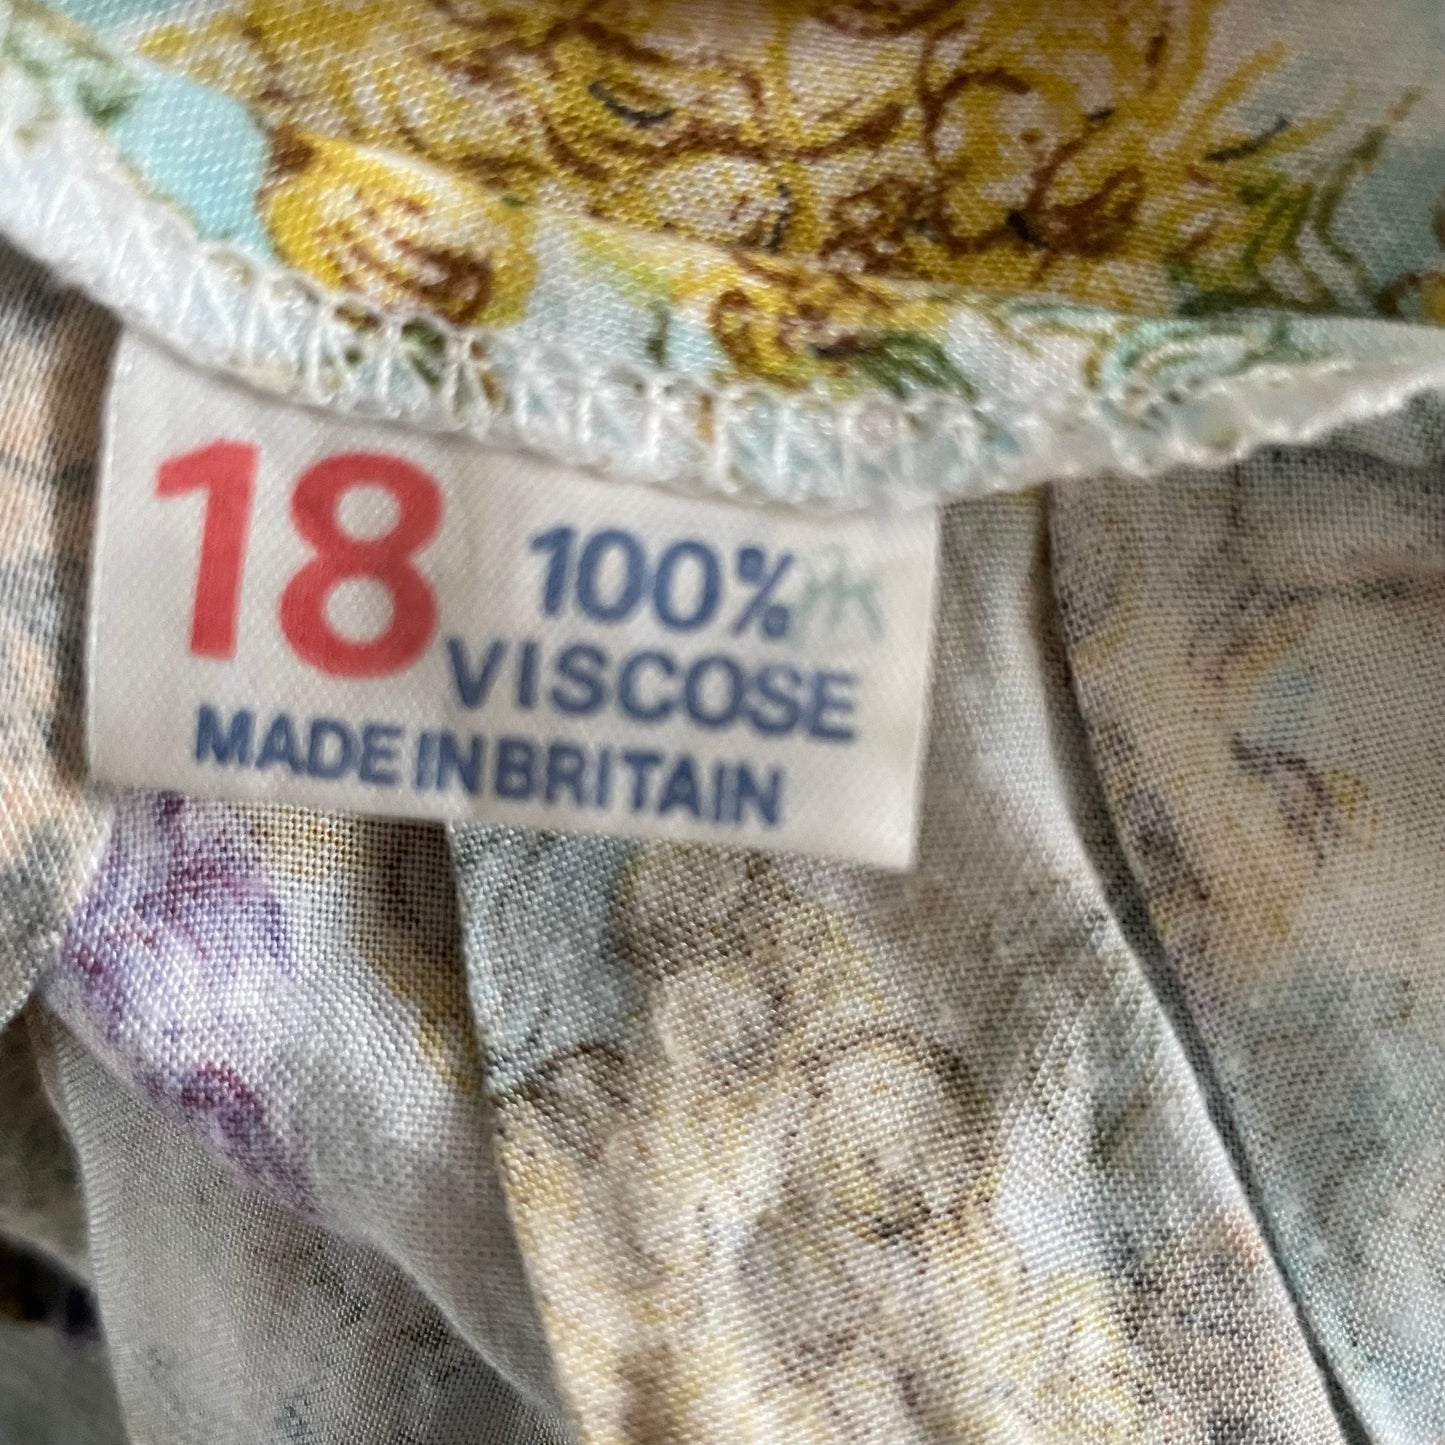 18 100%
VISCOSE
MADE IN BRITAIN